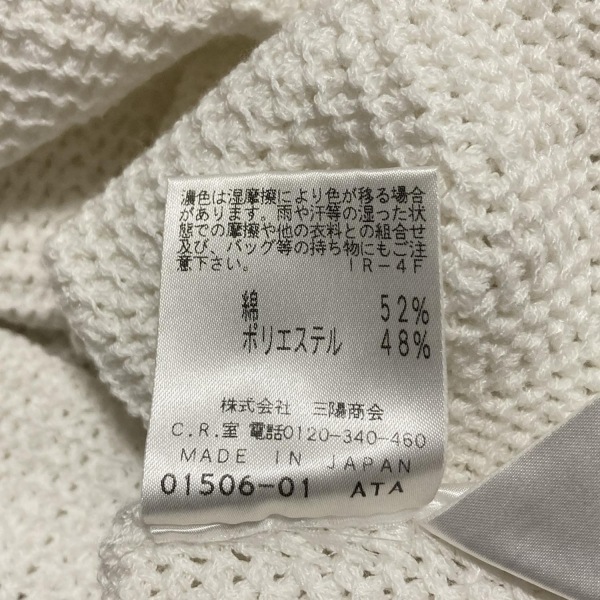 濃色は湿摩擦により色が移る場合
があります。雨や汗等の湿った状
態での摩擦や他の衣料との組合せ
及び、バッグ等の持ち物にもご注
意下さい。 IR-4F
綿 52%
ポリエステル 48%
株式会社 三陽商会
C.R.室 電話0120-340-460
MADE IN JAPAN
01506-01 ATA